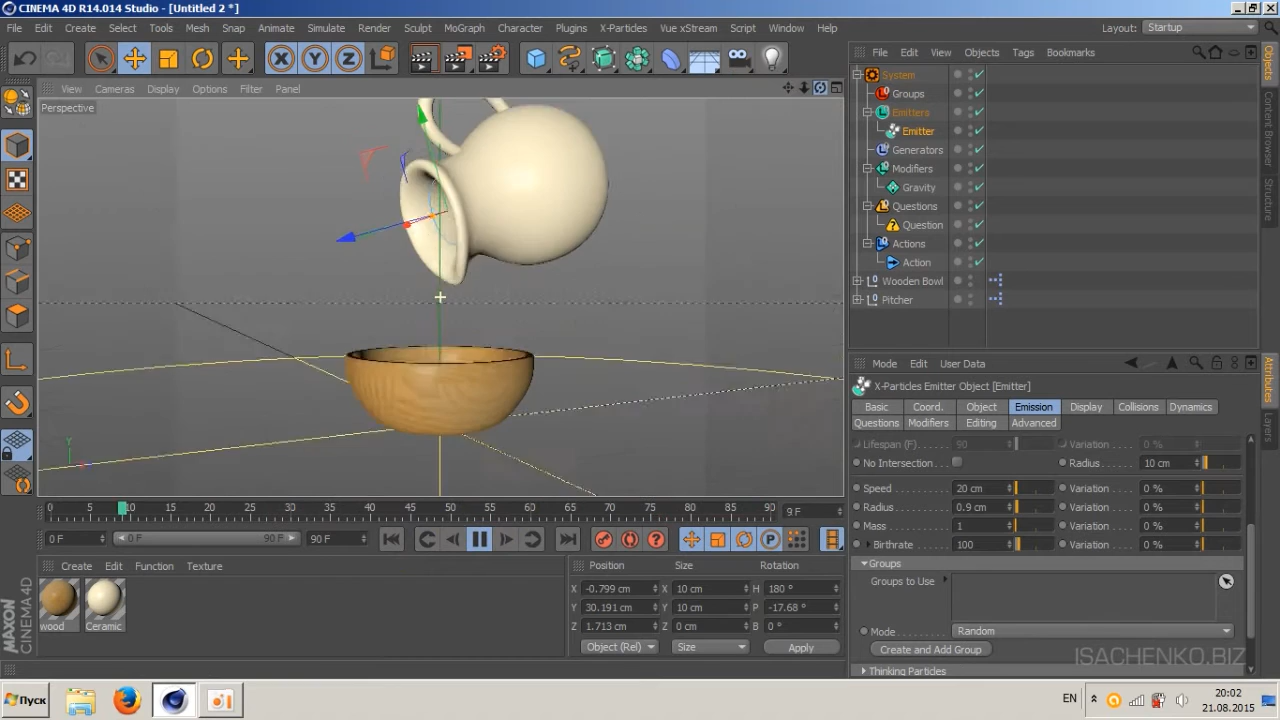 CINEMA 4D R14.014 Studio - [Untitled 2 *]
File Edit Create Select Tools Mesh Snap Animate Simulate Render Sculpt MoGraph Character Plugins X-Particles Vue xStream Script Window Help Layout: Startup
File Edit View Objects Tags Bookmarks
View Cameras Display Options Filter Panel
Perspective
System
Groups
Emitters
Emitter
Generators
Modifiers
Gravity
Questions
Question
Actions
Action
Wooden Bowl
Pitcher
Objects
Content Browser
Structure
Mode Edit User Data
X-Particles Emitter Object [Emitter]
Basic Coord. Object Emission Display Collisions Dynamics
Questions Modifiers Editing Advanced
Lifespan (F) 90 Variation 0 %
No Intersection Radius 10 cm
Speed 20 cm Variation 0 %
Radius 0.9 cm Variation 0 %
Mass 1 Variation 0 %
Birthrate 100 Variation 0 %
Groups
Groups to Use
Mode Random
Create and Add Group
Thinking Particles
Attributes
Layers
Y
0 5 10 15 20 25 30 35 40 45 50 55 60 65 70 75 80 85 90 9 F
0 F 0 F 90 F 90 F
Create Edit Function Texture
wood Ceramic
Position Size Rotation
X -0.799 cm X 10 cm H 180 °
Y 30.191 cm Y 10 cm P -17.68 °
Z 1.713 cm Z 0 cm B 0 °
Object (Rel) Size Apply
MAXON CINEMA 4D
ISACHENKO.BIZ
Пуск
EN
20:02
21.08.2015